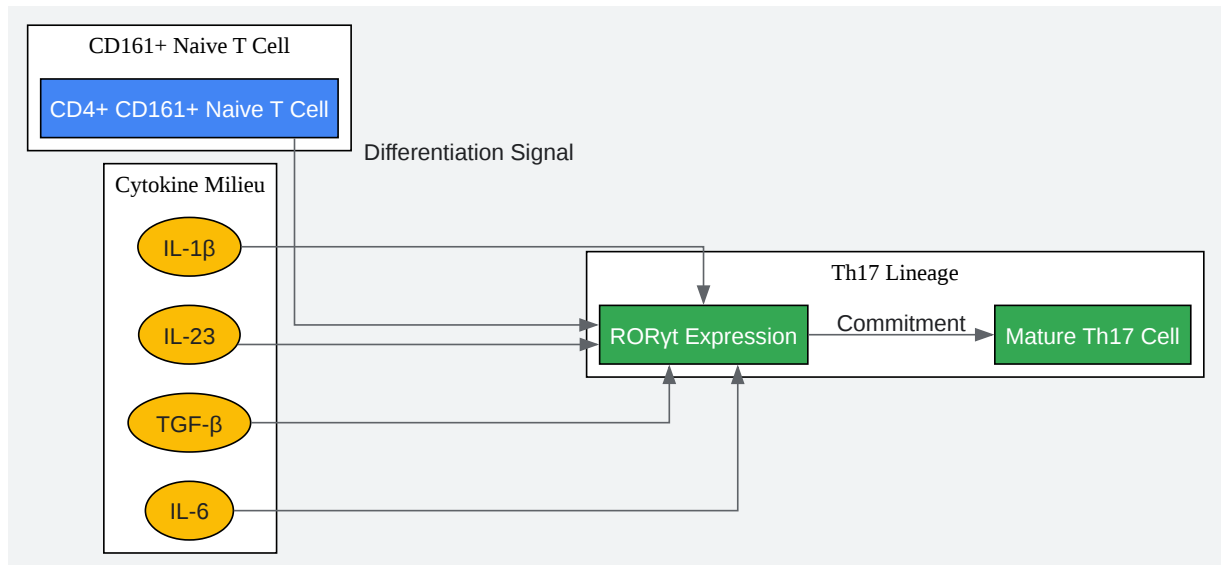 CD161+ Naive T Cell
CD4+ CD161+ Naive T Cell
Differentiation Signal
Cytokine Milieu
IL-1β
IL-23
TGF-β
IL-6
Th17 Lineage
RORγt Expression
Commitment
Mature Th17 Cell